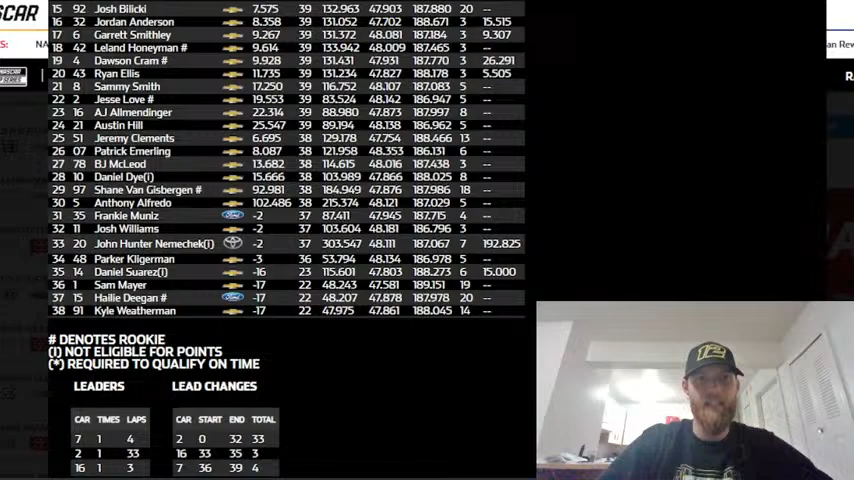 SCAR
S: NA
an Rev
RA
15 92 Josh Bilicki 7.575 39 132.963 47.903 187.880 20 --
16 32 Jordan Anderson 8.358 39 131.052 47.702 188.671 3 15.515
17 6 Garrett Smithley 9.267 39 131.372 48.081 187.184 3 9.307
18 42 Leland Honeyman # 9.614 39 133.942 48.009 187.465 3 --
19 4 Dawson Cram # 9.928 39 131.431 47.931 187.770 3 26.291
20 43 Ryan Ellis 11.735 39 131.234 47.827 188.178 3 5.505
21 8 Sammy Smith 17.250 39 116.752 48.107 187.083 5 --
22 2 Jesse Love # 19.553 39 83.524 48.142 186.947 5 --
23 16 AJ Allmendinger 22.314 39 88.980 47.873 187.997 8 --
24 21 Austin Hill 25.547 39 89.194 48.138 186.962 5 --
25 51 Jeremy Clements 6.695 38 129.178 47.754 188.466 13 --
26 07 Patrick Emerling 8.087 38 121.958 48.353 186.131 6 --
27 78 BJ McLeod 13.682 38 114.615 48.016 187.438 3 --
28 10 Daniel Dye(i) 15.666 38 103.989 47.866 188.025 8 --
29 97 Shane Van Gisbergen # 92.981 38 184.949 47.876 187.986 18 --
30 5 Anthony Alfredo 102.486 38 215.374 48.121 187.029 5 --
31 35 Frankie Muniz -2 37 87.411 47.945 187.715 4 --
32 11 Josh Williams -2 37 103.604 48.181 186.796 3 --
33 20 John Hunter Nemechek(i) -2 37 303.547 48.111 187.067 7 192.825
34 48 Parker Kligerman -3 36 53.794 48.134 186.978 5 --
35 14 Daniel Suarez(i) -16 23 115.601 47.803 188.273 6 15.000
36 1 Sam Mayer -17 22 48.243 47.581 189.151 19 --
37 15 Hailie Deegan # -17 22 48.207 47.878 187.978 20 --
38 91 Kyle Weatherman -17 22 47.975 47.861 188.045 14 --
# DENOTES ROOKIE
(I) NOT ELIGIBLE FOR POINTS
(*) REQUIRED TO QUALIFY ON TIME
LEADERS LEAD CHANGES
CAR TIMES LAPS CAR START END TOTAL
7 1 4 2 0 32 33
2 1 33 16 33 35 3
16 1 3 7 36 39 4
12